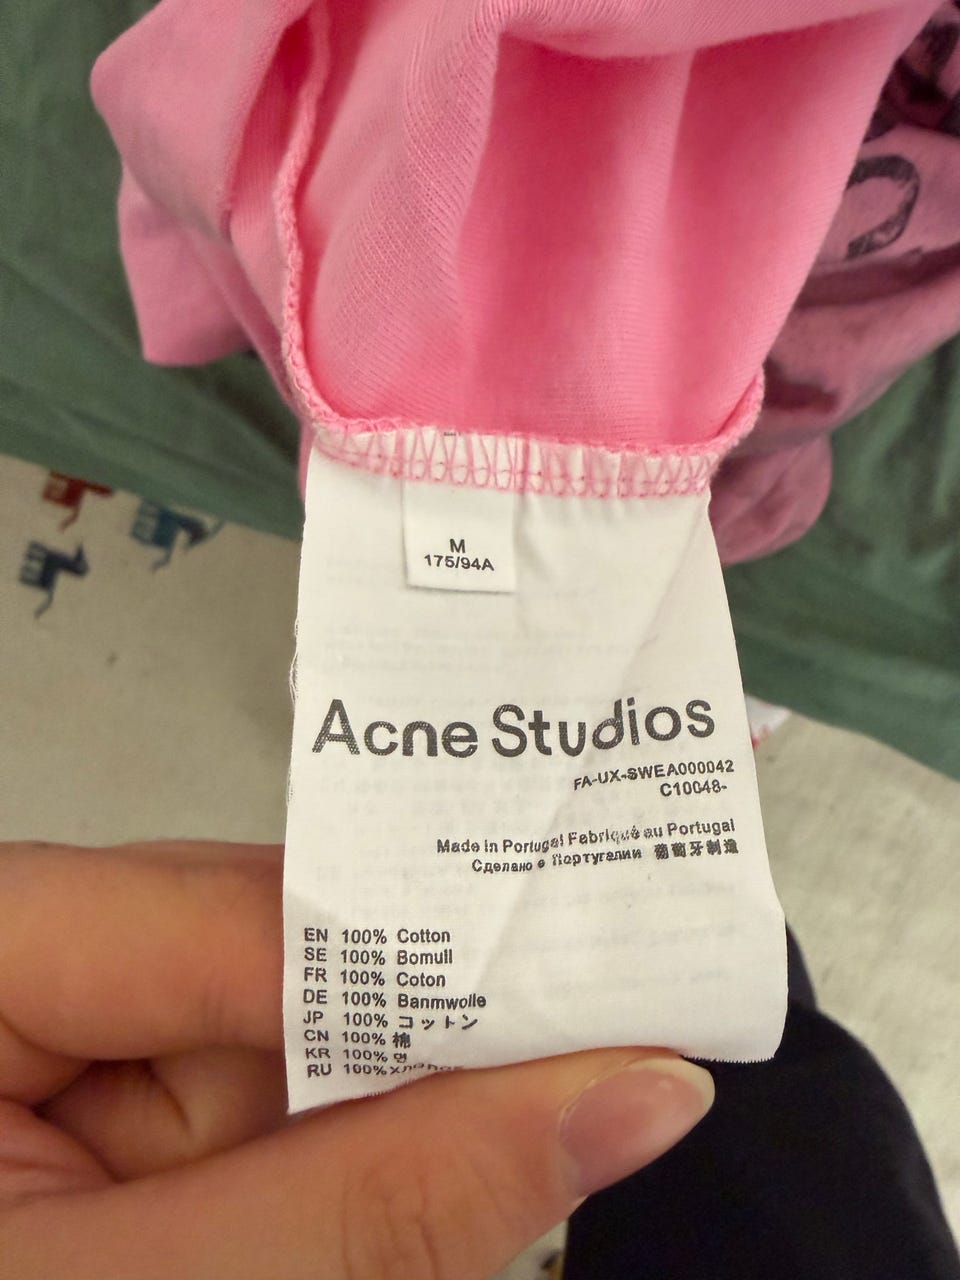 M
175/94A
Acne Studios
FA-UX-SWEA000042
C10048-
Made in Portugal Fabriqué au Portugal
Сделано в Португалии 葡萄牙制造
EN 100% Cotton
SE 100% Bomull
FR 100% Coton
DE 100% Banmwolle
JP 100% コットン
CN 100% 棉
KR 100% 면
RU 100%